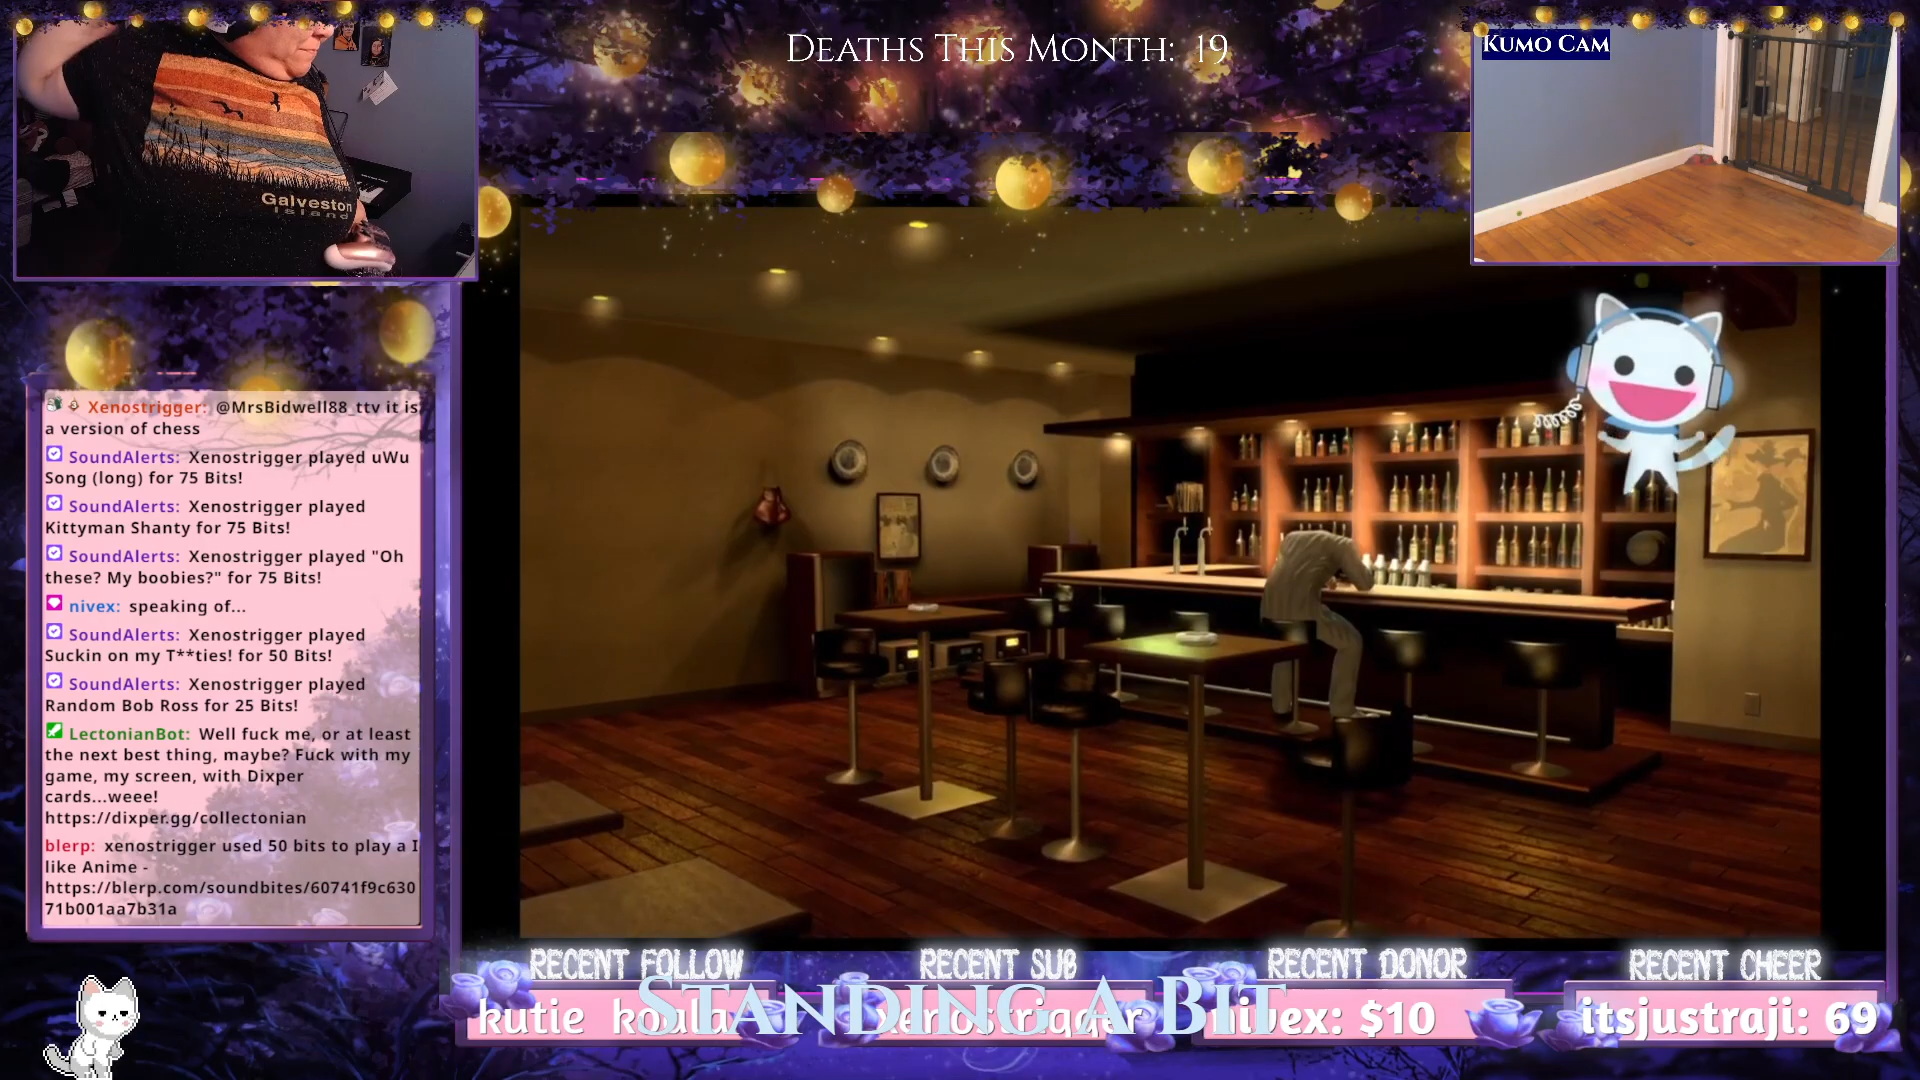 Deaths This Month: 19
Kumo Cam
Galveston
Island
Xenostrigger: @MrsBidwell88_ttv it is
a version of chess
SoundAlerts: Xenostrigger played uWu
Song (long) for 75 Bits!
SoundAlerts: Xenostrigger played
Kittyman Shanty for 75 Bits!
SoundAlerts: Xenostrigger played "Oh
these? My boobies?" for 75 Bits!
nivex: speaking of...
SoundAlerts: Xenostrigger played
Suckin on my T**ties! for 50 Bits!
SoundAlerts: Xenostrigger played
Random Bob Ross for 25 Bits!
LectonianBot: Well fuck me, or at least
the next best thing, maybe? Fuck with my
game, my screen, with Dixper
cards...weee!
https://dixper.gg/collectonian
blerp: xenostrigger used 50 bits to play a I
like Anime -
https://blerp.com/soundbites/60741f9c630
71b001aa7b31a
Recent Follow
Recent Sub
Recent Donor
Recent Cheer
kutie koala
xenostrigger
nivex: $10
itsjustraji: 69
Standing A Bit